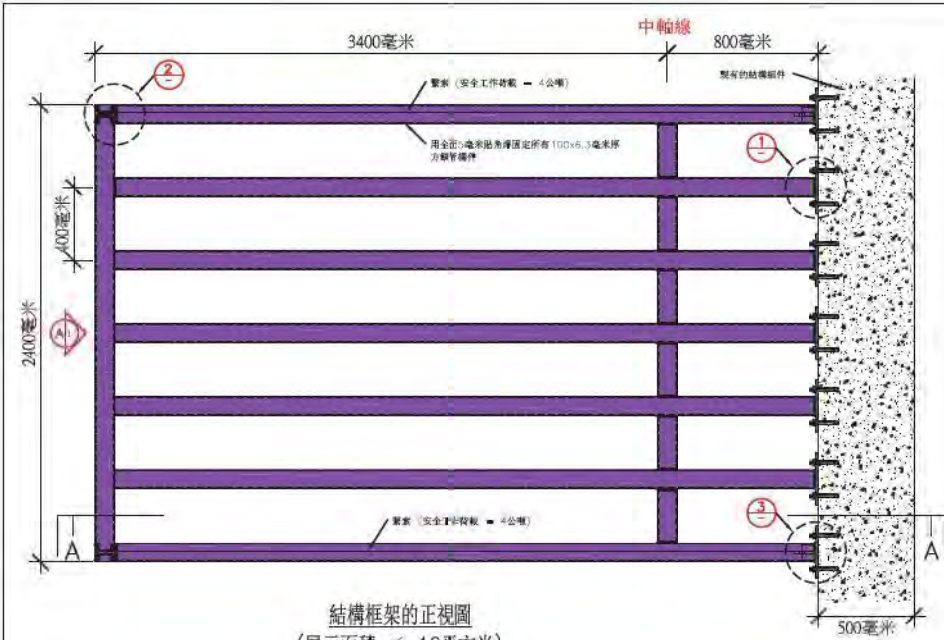 中軸線
3400毫米
800毫米
2
繫索 (安全工作荷載 = 4公噸)
現有的結構組件
用全面5毫米貼角焊固定所有100x6.3毫米厚
方鋼管構件
1
400毫米
2400毫米
A1
3
繫索 (安全工作荷載 = 4公噸)
A
A
結構框架的正視圖
500毫米